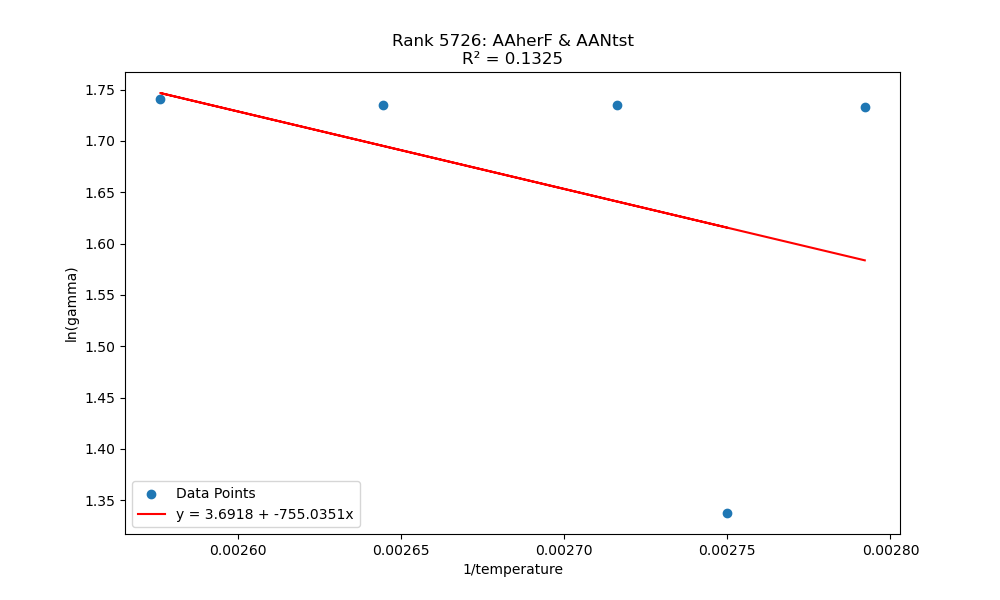 Rank 5726: AAherF & AANtst
R² = 0.1325
1.75
1.70
1.65
1.60
1.55
1.50
1.45
1.40
1.35
ln(gamma)
Data Points
y = 3.6918 + -755.0351x
0.00260
0.00265
0.00270
0.00275
0.00280
1/temperature